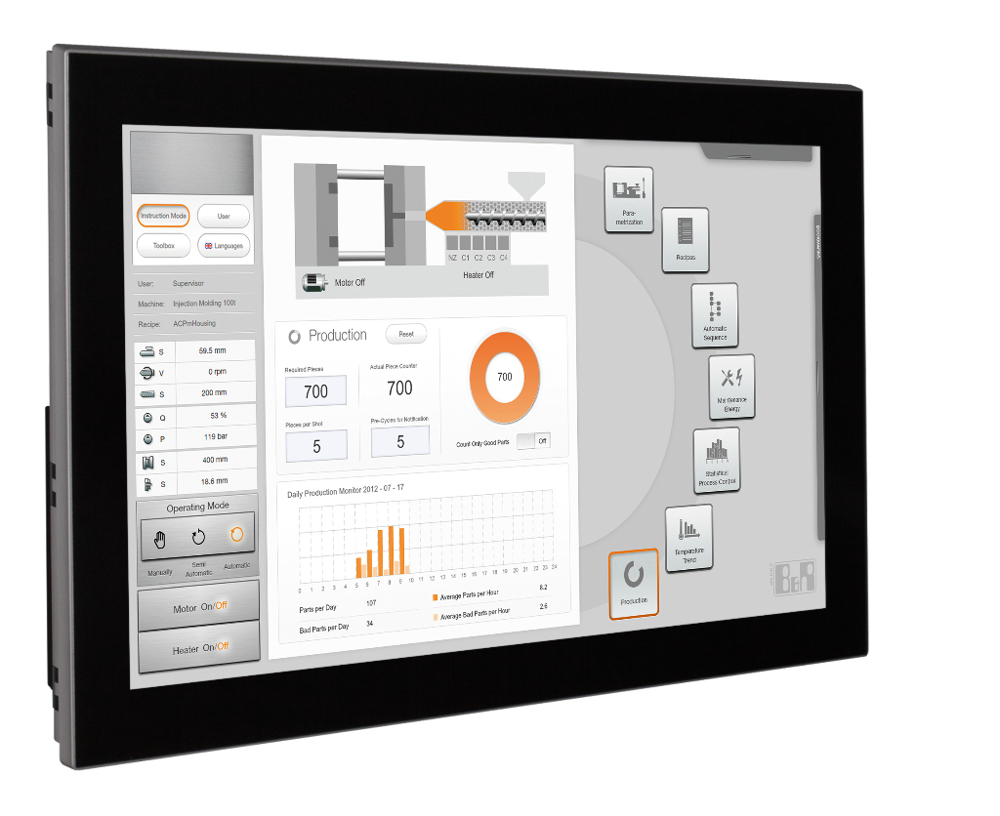 Instruction Mode
User
Toolbox
Languages
User: Supervisor
Machine: Injection Molding 100t
Recipe: ACPmHousing
S 59.5 mm
V 0 rpm
S 200 mm
Q 53 %
P 119 bar
S 400 mm
S 18.6 mm
Operating Mode
Manually
Semi
Automatic
Automatic
Motor On/Off
Heater On/Off
NZ C1 C2 C3 C4
Motor Off
Heater Off
Production
Reset
Required Pieces
700
Actual Piece Counter
700
Pieces per Shot
5
Pre-Cycles for Notification
5
700
Count Only Good Parts
Off
Daily Production Monitor 2012 - 07 - 17
0 1 2 3 4 5 6 7 8 9 10 11 12 13 14 15 16 17 18 19 20 21 22 23 24
Parts per Day 107
Average Parts per Hour 8.2
Bad Parts per Day 34
Average Bad Parts per Hour 2.6
Para-
metrization
Recipes
Automatic
Sequence
Maintenance
Energy
Statistical
Process Control
Temperature
Trend
Production
B&R